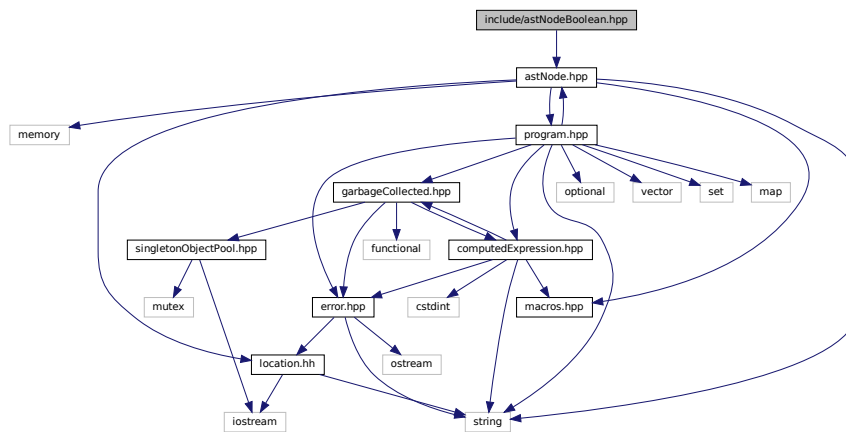 include/astNodeBoolean.hpp
astNode.hpp
memory
program.hpp
garbageCollected.hpp
optional
vector
set
map
singletonObjectPool.hpp
functional
computedExpression.hpp
mutex
error.hpp
cstdint
macros.hpp
location.hh
ostream
iostream
string